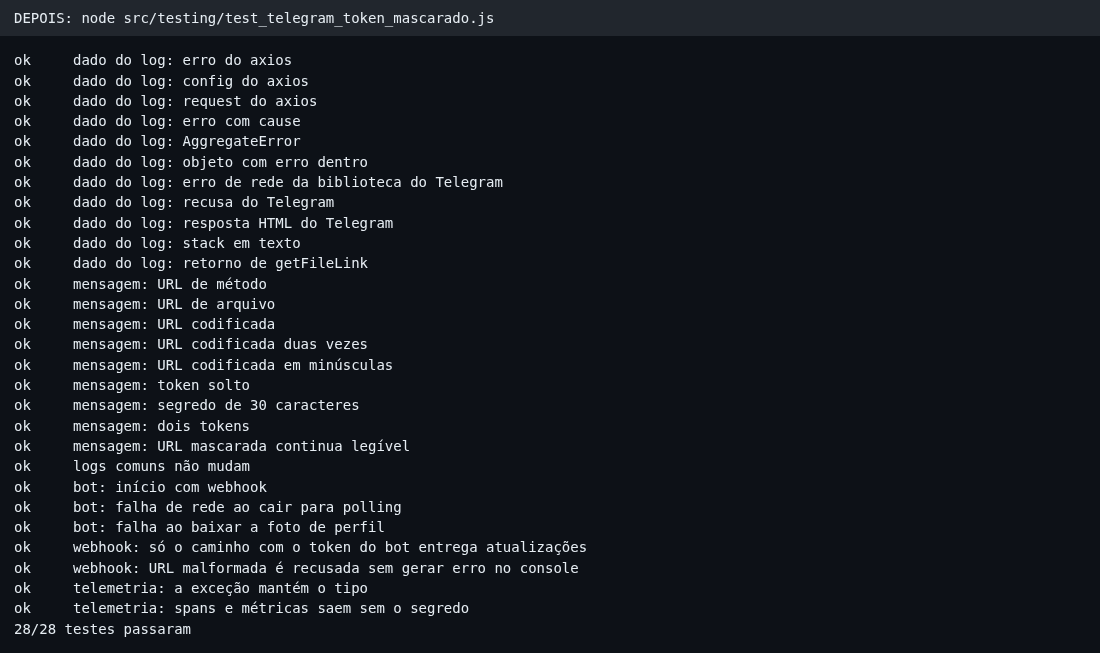 DEPOIS: node src/testing/test_telegram_token_mascarado.js
ok     dado do log: erro do axios
ok     dado do log: config do axios
ok     dado do log: request do axios
ok     dado do log: erro com cause
ok     dado do log: AggregateError
ok     dado do log: objeto com erro dentro
ok     dado do log: erro de rede da biblioteca do Telegram
ok     dado do log: recusa do Telegram
ok     dado do log: resposta HTML do Telegram
ok     dado do log: stack em texto
ok     dado do log: retorno de getFileLink
ok     mensagem: URL de método
ok     mensagem: URL de arquivo
ok     mensagem: URL codificada
ok     mensagem: URL codificada duas vezes
ok     mensagem: URL codificada em minúsculas
ok     mensagem: token solto
ok     mensagem: segredo de 30 caracteres
ok     mensagem: dois tokens
ok     mensagem: URL mascarada continua legível
ok     logs comuns não mudam
ok     bot: início com webhook
ok     bot: falha de rede ao cair para polling
ok     bot: falha ao baixar a foto de perfil
ok     webhook: só o caminho com o token do bot entrega atualizações
ok     webhook: URL malformada é recusada sem gerar erro no console
ok     telemetria: a exceção mantém o tipo
ok     telemetria: spans e métricas saem sem o segredo
28/28 testes passaram